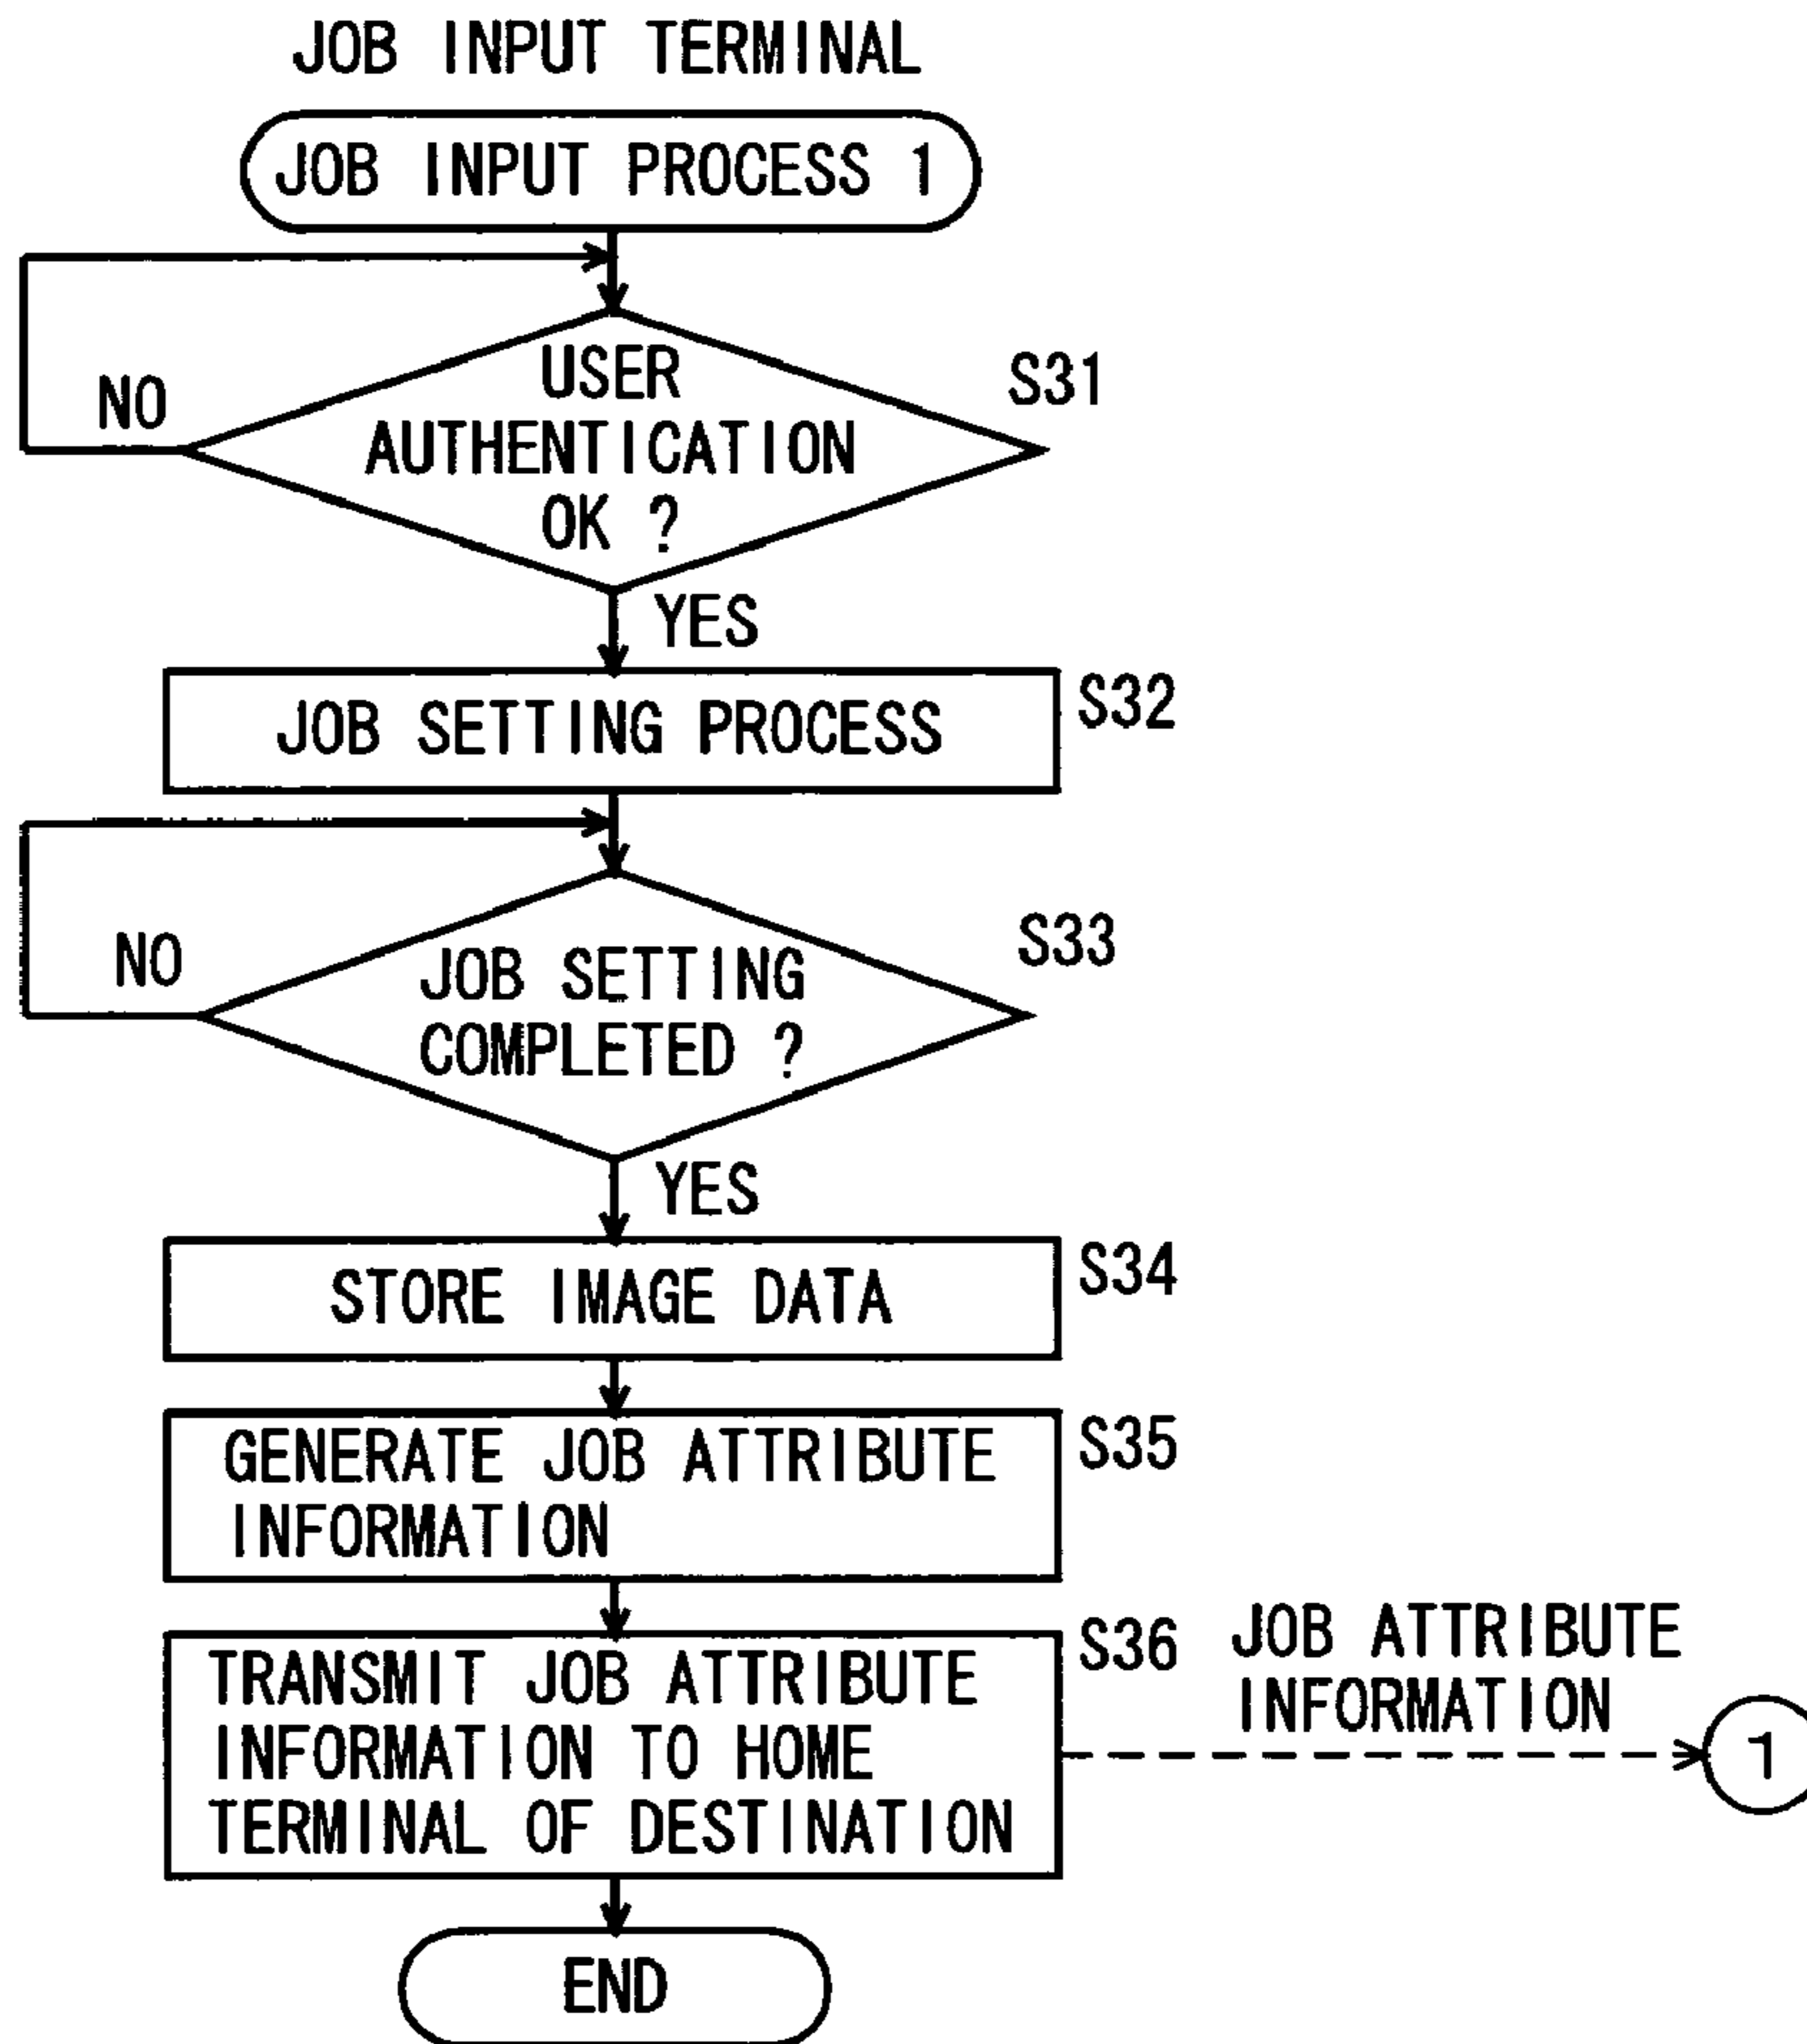 JOB INPUT TERMINAL
JOB INPUT PROCESS 1
NO
USER
AUTHENTICATION
OK ?
S31
YES
JOB SETTING PROCESS
S32
NO
JOB SETTING
COMPLETED ?
S33
YES
STORE IMAGE DATA
S34
GENERATE JOB ATTRIBUTE
INFORMATION
S35
TRANSMIT JOB ATTRIBUTE
INFORMATION TO HOME
TERMINAL OF DESTINATION
S36
JOB ATTRIBUTE
INFORMATION
1
END